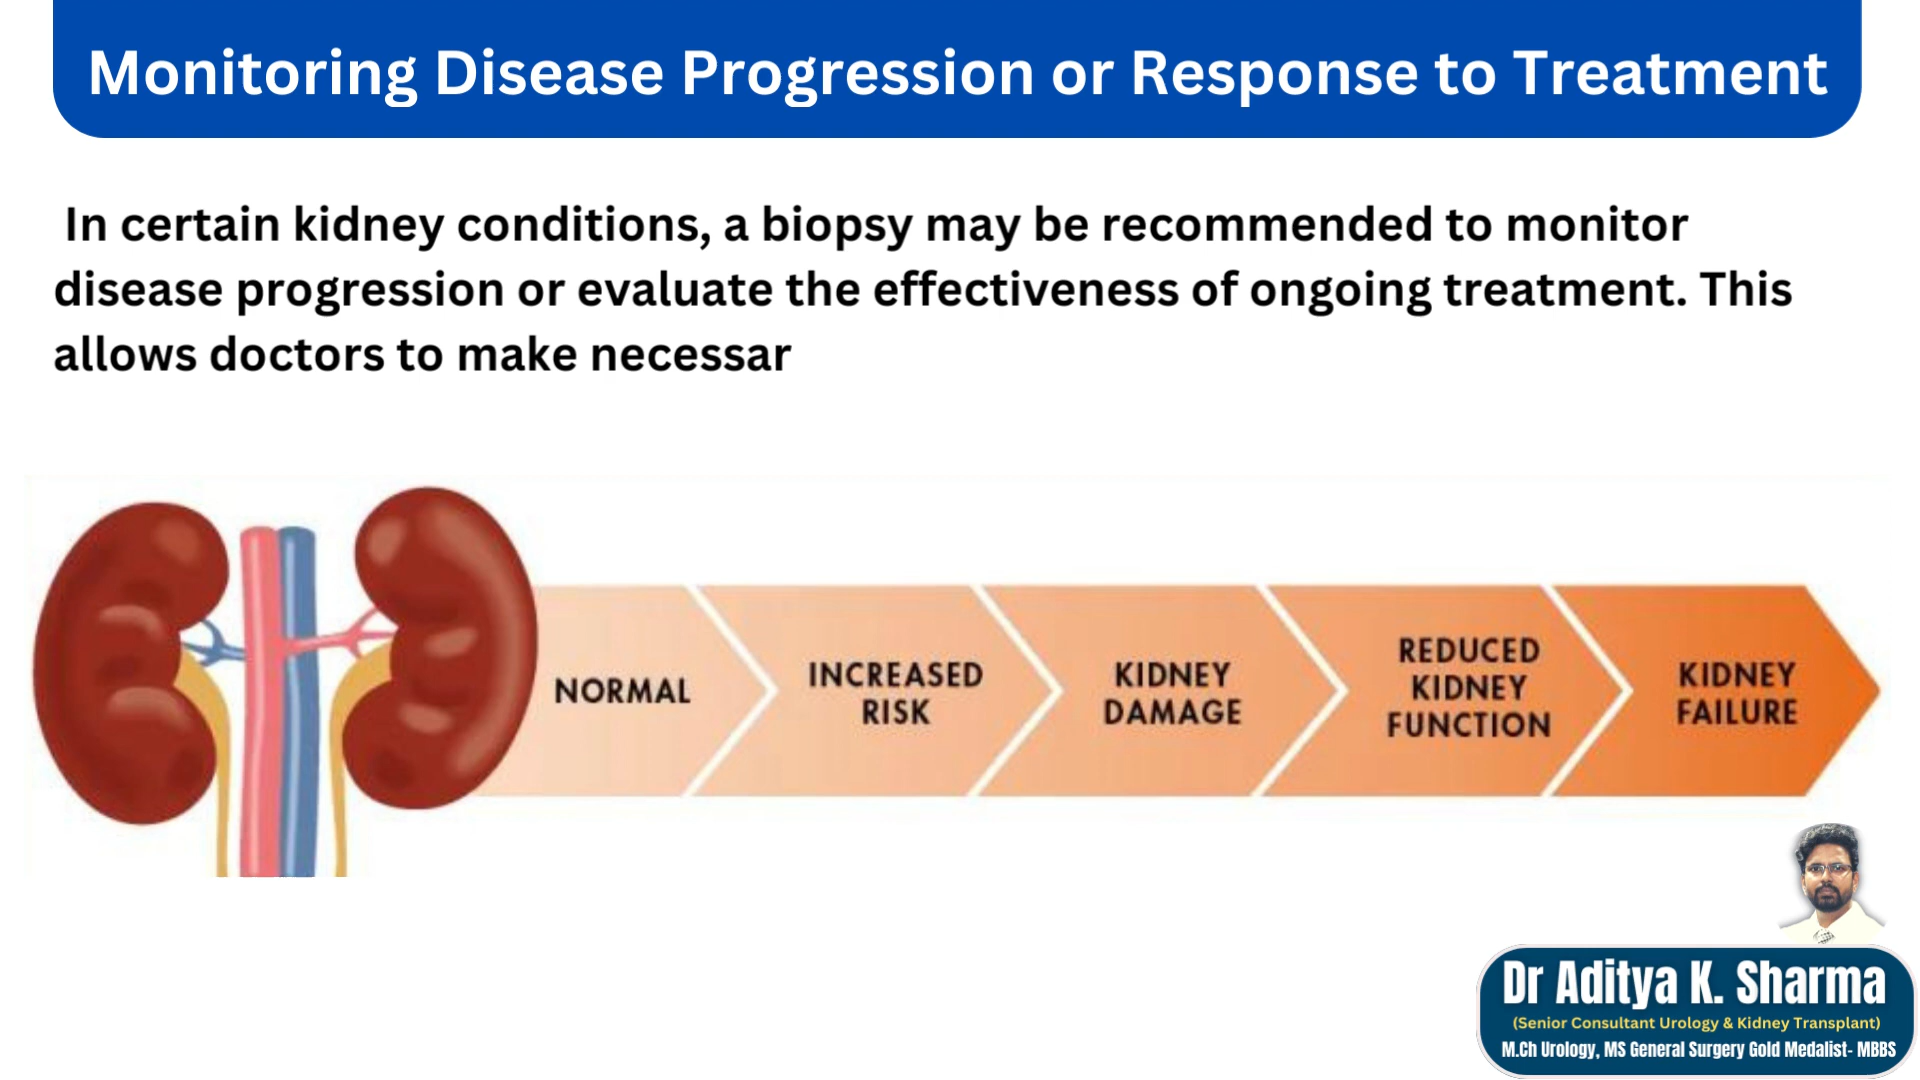 Monitoring Disease Progression or Response to Treatment
In certain kidney conditions, a biopsy may be recommended to monitor
disease progression or evaluate the effectiveness of ongoing treatment. This
allows doctors to make necessar
NORMAL
INCREASED
RISK
KIDNEY
DAMAGE
REDUCED
KIDNEY
FUNCTION
KIDNEY
FAILURE
Dr Aditya K. Sharma
(Senior Consultant Urology & Kidney Transplant)
M.Ch Urology, MS General Surgery Gold Medalist- MBBS